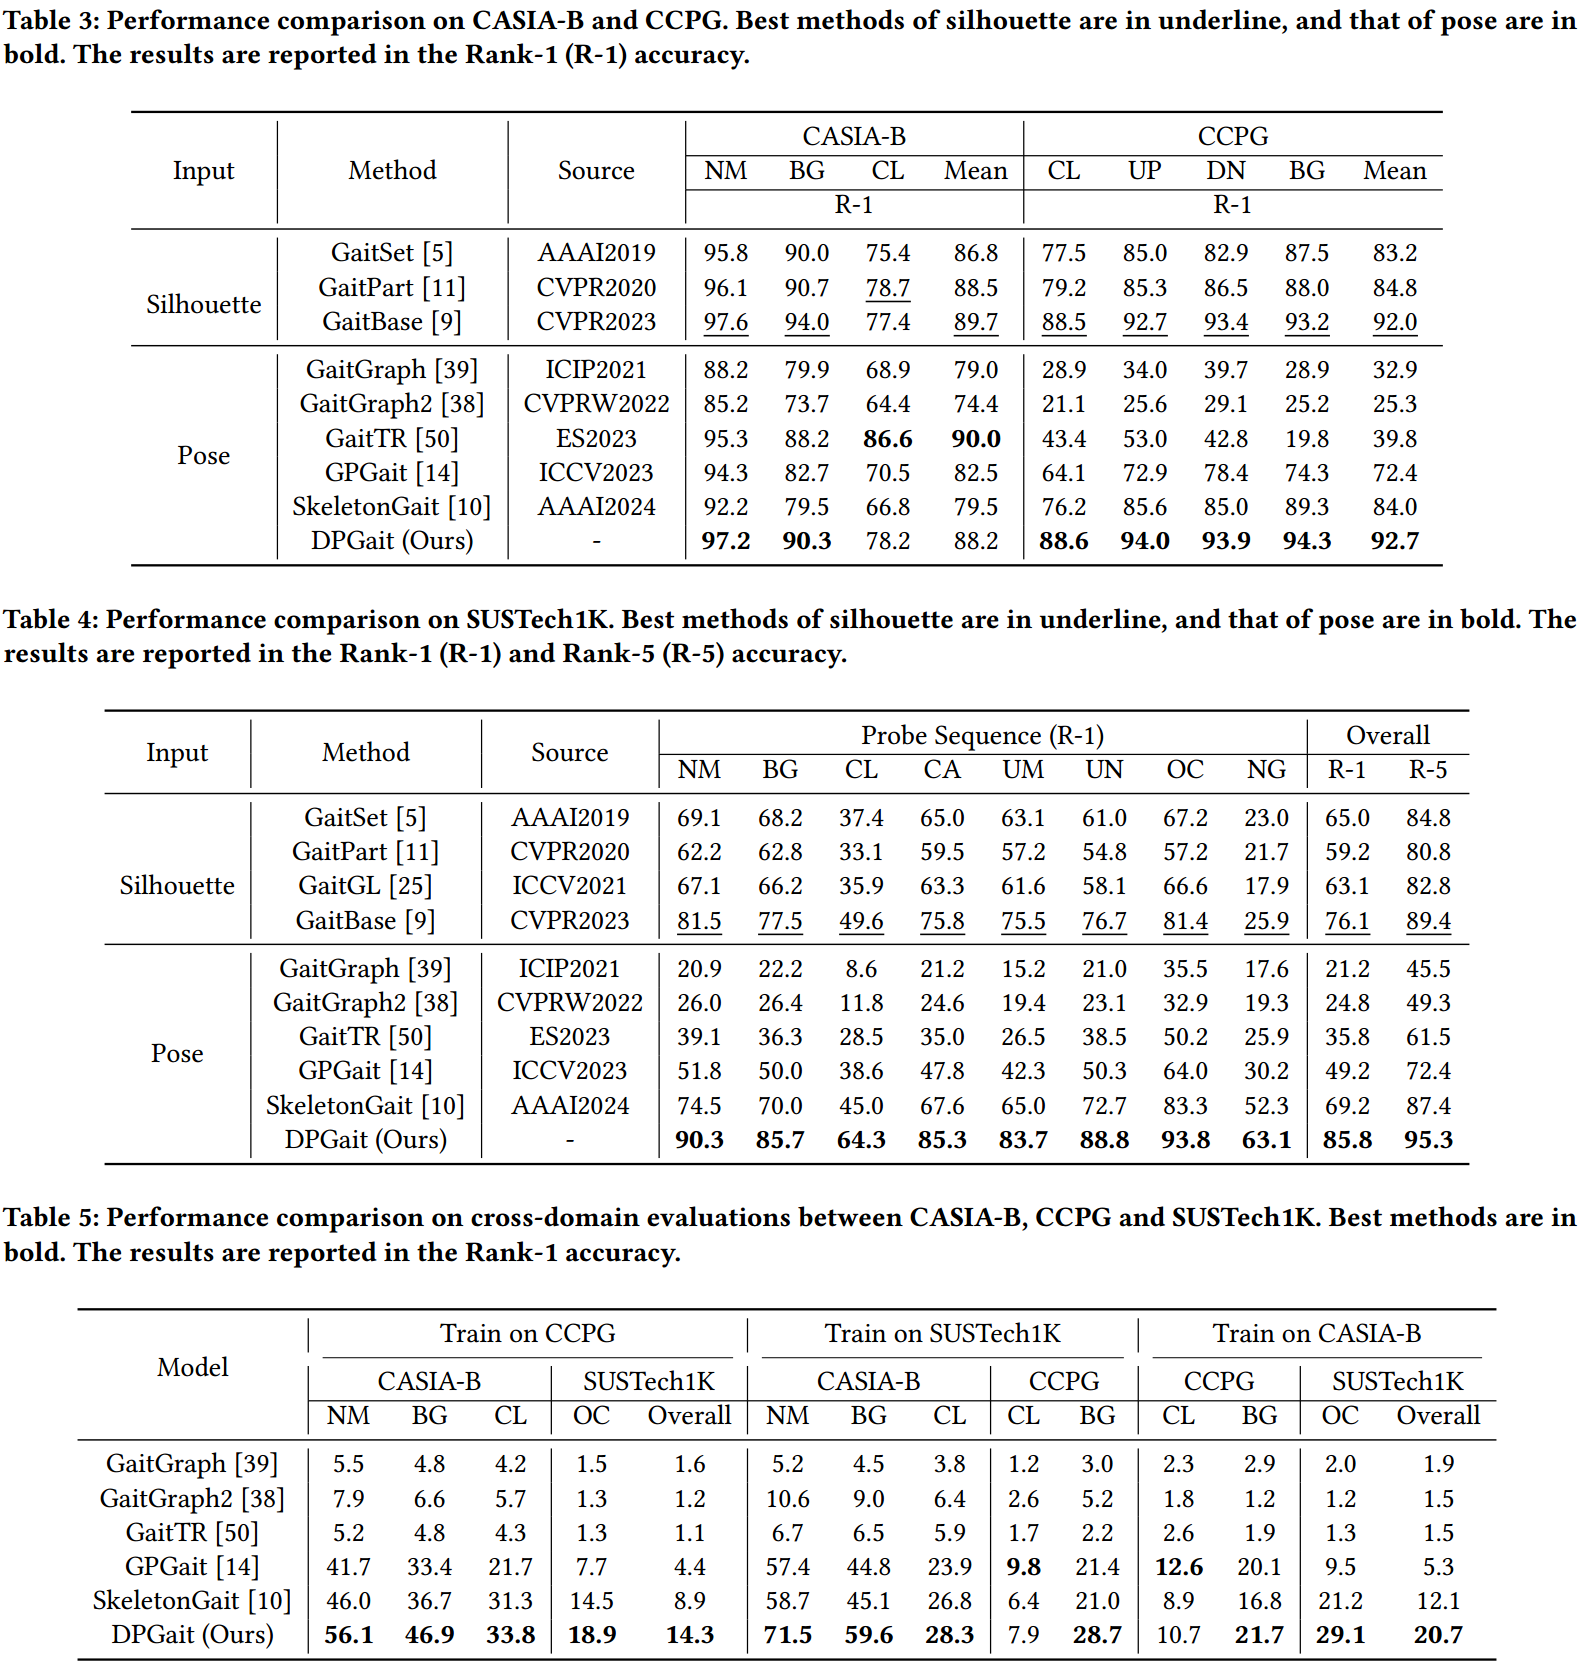 Table 3: Performance comparison on CASIA-B and CCPG. Best methods of silhouette are in underline, and that of pose are in
bold. The results are reported in the Rank-1 (R-1) accuracy.
Input Method Source CASIA-B CCPG
NM BG CL Mean CL UP DN BG Mean
R-1 R-1
Silhouette
GaitSet [5] AAAI2019 95.8 90.0 75.4 86.8 77.5 85.0 82.9 87.5 83.2
GaitPart [11] CVPR2020 96.1 90.7 78.7 88.5 79.2 85.3 86.5 88.0 84.8
GaitBase [9] CVPR2023 97.6 94.0 77.4 89.7 88.5 92.7 93.4 93.2 92.0
Pose
GaitGraph [39] ICIP2021 88.2 79.9 68.9 79.0 28.9 34.0 39.7 28.9 32.9
GaitGraph2 [38] CVPRW2022 85.2 73.7 64.4 74.4 21.1 25.6 29.1 25.2 25.3
GaitTR [50] ES2023 95.3 88.2 86.6 90.0 43.4 53.0 42.8 19.8 39.8
GPGait [14] ICCV2023 94.3 82.7 70.5 82.5 64.1 72.9 78.4 74.3 72.4
SkeletonGait [10] AAAI2024 92.2 79.5 66.8 79.5 76.2 85.6 85.0 89.3 84.0
DPGait (Ours) - 97.2 90.3 78.2 88.2 88.6 94.0 93.9 94.3 92.7
Table 4: Performance comparison on SUSTech1K. Best methods of silhouette are in underline, and that of pose are in bold. The
results are reported in the Rank-1 (R-1) and Rank-5 (R-5) accuracy.
Input Method Source Probe Sequence (R-1) Overall
NM BG CL CA UM UN OC NG R-1 R-5
Silhouette
GaitSet [5] AAAI2019 69.1 68.2 37.4 65.0 63.1 61.0 67.2 23.0 65.0 84.8
GaitPart [11] CVPR2020 62.2 62.8 33.1 59.5 57.2 54.8 57.2 21.7 59.2 80.8
GaitGL [25] ICCV2021 67.1 66.2 35.9 63.3 61.6 58.1 66.6 17.9 63.1 82.8
GaitBase [9] CVPR2023 81.5 77.5 49.6 75.8 75.5 76.7 81.4 25.9 76.1 89.4
Pose
GaitGraph [39] ICIP2021 20.9 22.2 8.6 21.2 15.2 21.0 35.5 17.6 21.2 45.5
GaitGraph2 [38] CVPRW2022 26.0 26.4 11.8 24.6 19.4 23.1 32.9 19.3 24.8 49.3
GaitTR [50] ES2023 39.1 36.3 28.5 35.0 26.5 38.5 50.2 25.9 35.8 61.5
GPGait [14] ICCV2023 51.8 50.0 38.6 47.8 42.3 50.3 64.0 30.2 49.2 72.4
SkeletonGait [10] AAAI2024 74.5 70.0 45.0 67.6 65.0 72.7 83.3 52.3 69.2 87.4
DPGait (Ours) - 90.3 85.7 64.3 85.3 83.7 88.8 93.8 63.1 85.8 95.3
Table 5: Performance comparison on cross-domain evaluations between CASIA-B, CCPG and SUSTech1K. Best methods are in
bold. The results are reported in the Rank-1 accuracy.
Model Train on CCPG Train on SUSTech1K Train on CASIA-B
CASIA-B SUSTech1K CASIA-B CCPG CCPG SUSTech1K
NM BG CL OC Overall NM BG CL CL BG CL BG OC Overall
GaitGraph [39] 5.5 4.8 4.2 1.5 1.6 5.2 4.5 3.8 1.2 3.0 2.3 2.9 2.0 1.9
GaitGraph2 [38] 7.9 6.6 5.7 1.3 1.2 10.6 9.0 6.4 2.6 5.2 1.8 1.2 1.2 1.5
GaitTR [50] 5.2 4.8 4.3 1.3 1.1 6.7 6.5 5.9 1.7 2.2 2.6 1.9 1.3 1.5
GPGait [14] 41.7 33.4 21.7 7.7 4.4 57.4 44.8 23.9 9.8 21.4 12.6 20.1 9.5 5.3
SkeletonGait [10] 46.0 36.7 31.3 14.5 8.9 58.7 45.1 26.8 6.4 21.0 8.9 16.8 21.2 12.1
DPGait (Ours) 56.1 46.9 33.8 18.9 14.3 71.5 59.6 28.3 7.9 28.7 10.7 21.7 29.1 20.7